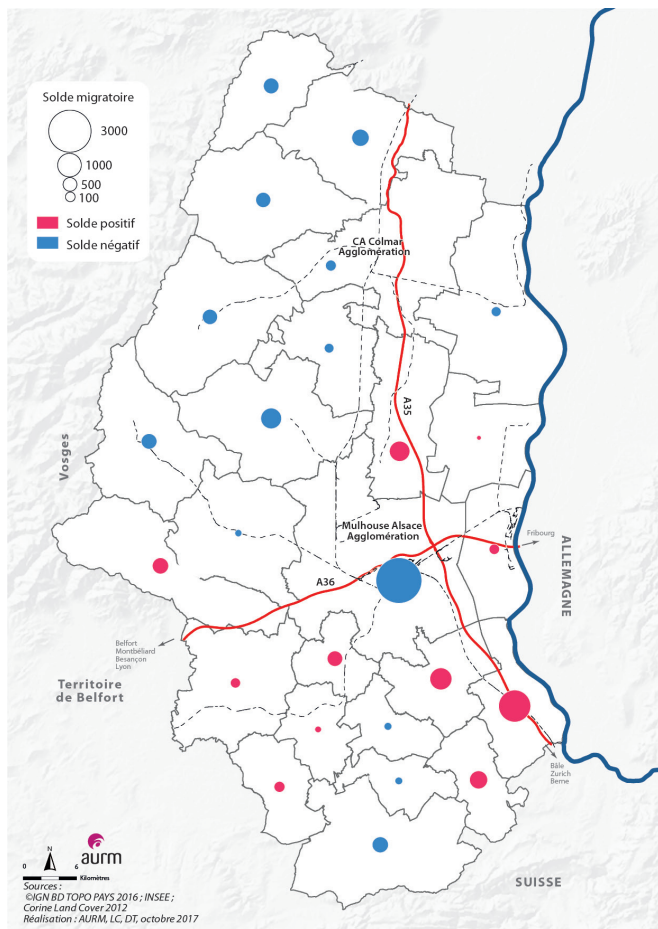 Solde migratoire
3000
1000
500
100
Solde positif
Solde négatif
CA Colmar
Agglomération
A35
Vosges
Mulhouse Alsace
Agglomération
Fribourg
ALLEMAGNE
A36
Belfort
Montbéliard
Besançon
Lyon
Territoire
de Belfort
Bâle
Zurich
Berne
SUISSE
N
0 6
Kilomètres
aurm
Sources :
©IGN BD TOPO PAYS 2016 ; INSEE ;
Corine Land Cover 2012
Réalisation : AURM, LC, DT, octobre 2017